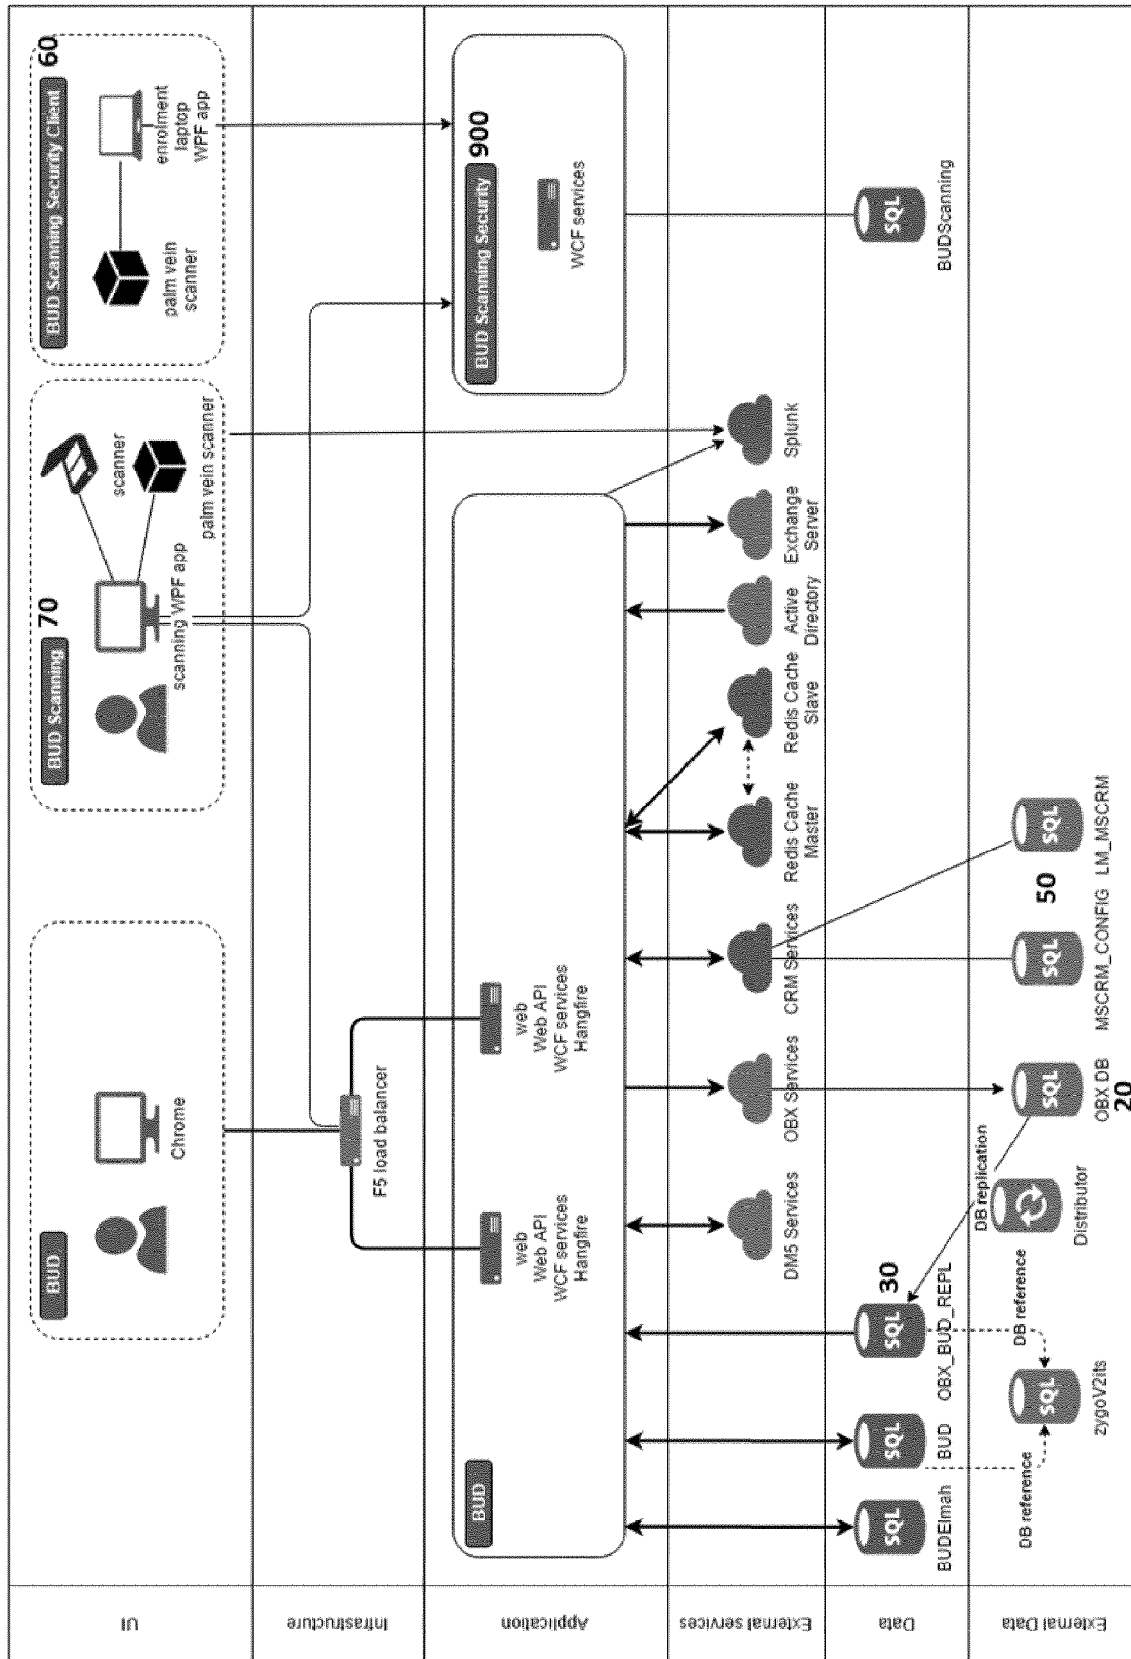 UI
BUD
Chrome
BUD Scanning
70
scanning WPF app
scanner
palm vein scanner
BUD Scanning Security Client
60
palm vein
scanner
enrolment
laptop
WPF app
Infrastructure
F5 load balancer
Application
BUD
web
Web API
WCF services
Hangfire
web
Web API
WCF services
Hangfire
BUD Scanning Security
900
WCF services
External services
DM5 Services
OBX Services
CRM Services
Redis Cache
Master
Redis Cache
Slave
Active
Directory
Exchange
Server
Splunk
Data
SQL
BUDElmah
SQL
BUD
SQL
OBX_BUD_REPL
30
SQL
BUDScanning
External Data
DB reference
SQL
zygoV2its
DB reference
Distributor
DB replication
SQL
OBX DB
20
SQL
MSCRM_CONFIG
50
SQL
LM_MSCRM